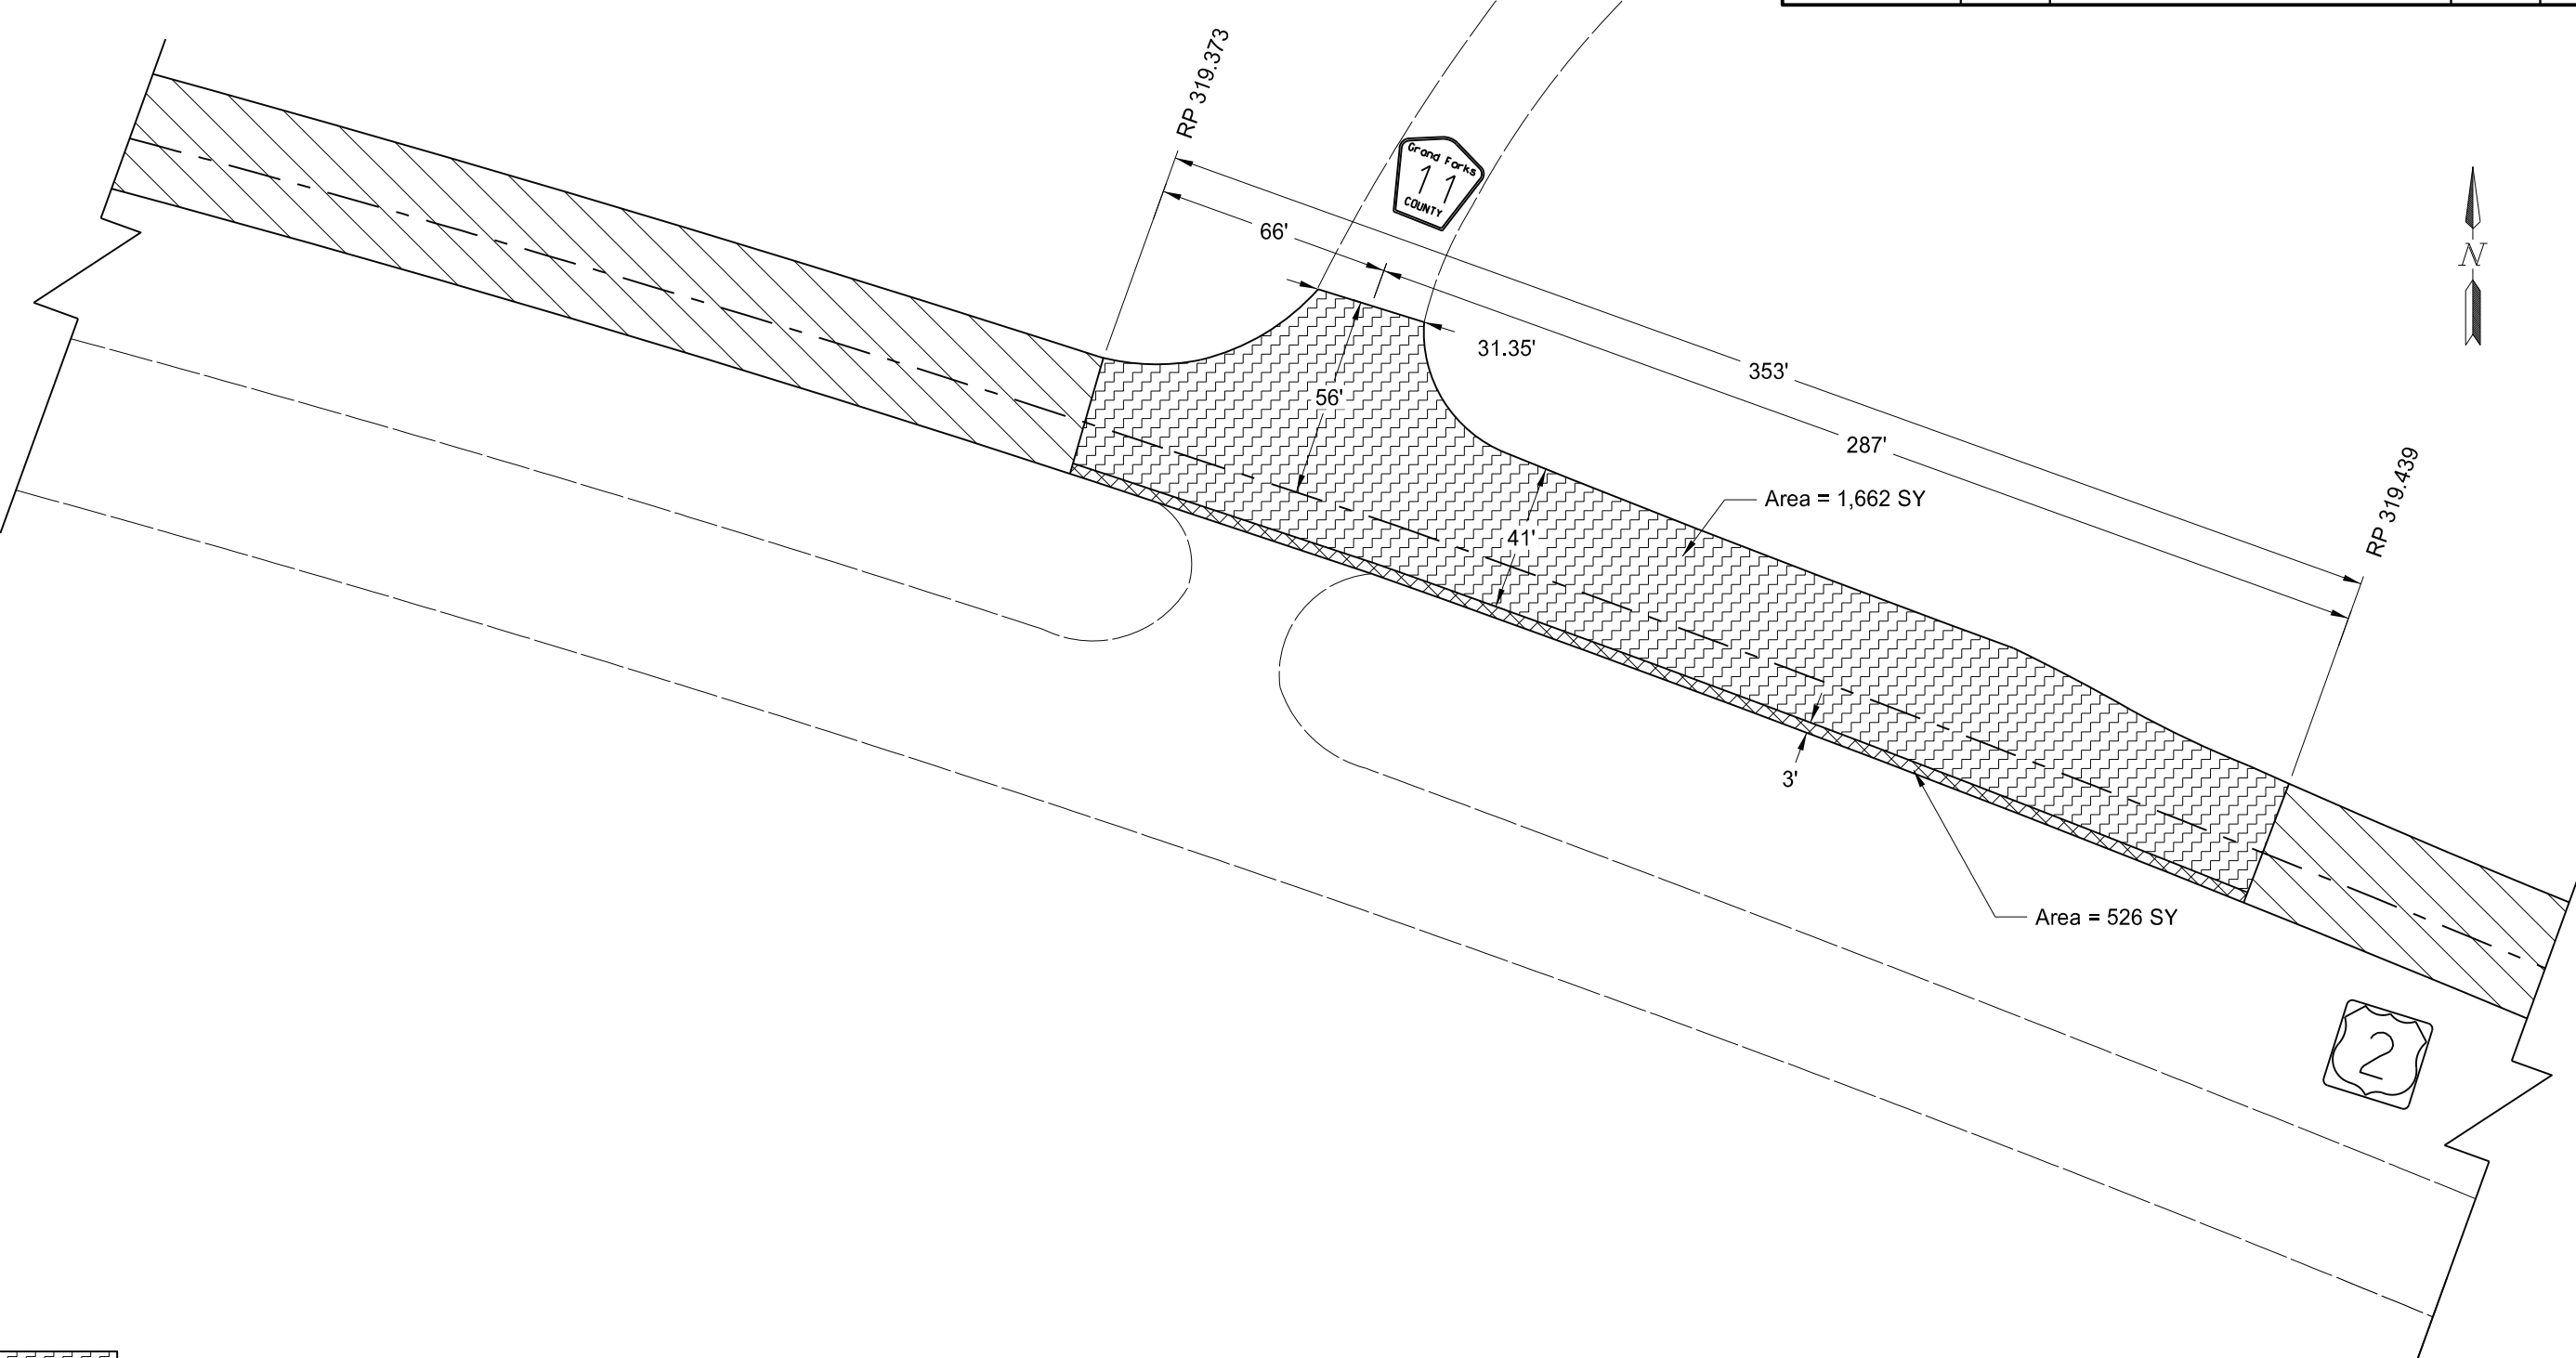 RP 319.373
Grand Forks
11
COUNTY
66'
N
31.35'
353'
56'
287'
RP 319.439
Area = 1,662 SY
41'
3'
Area = 526 SY
2